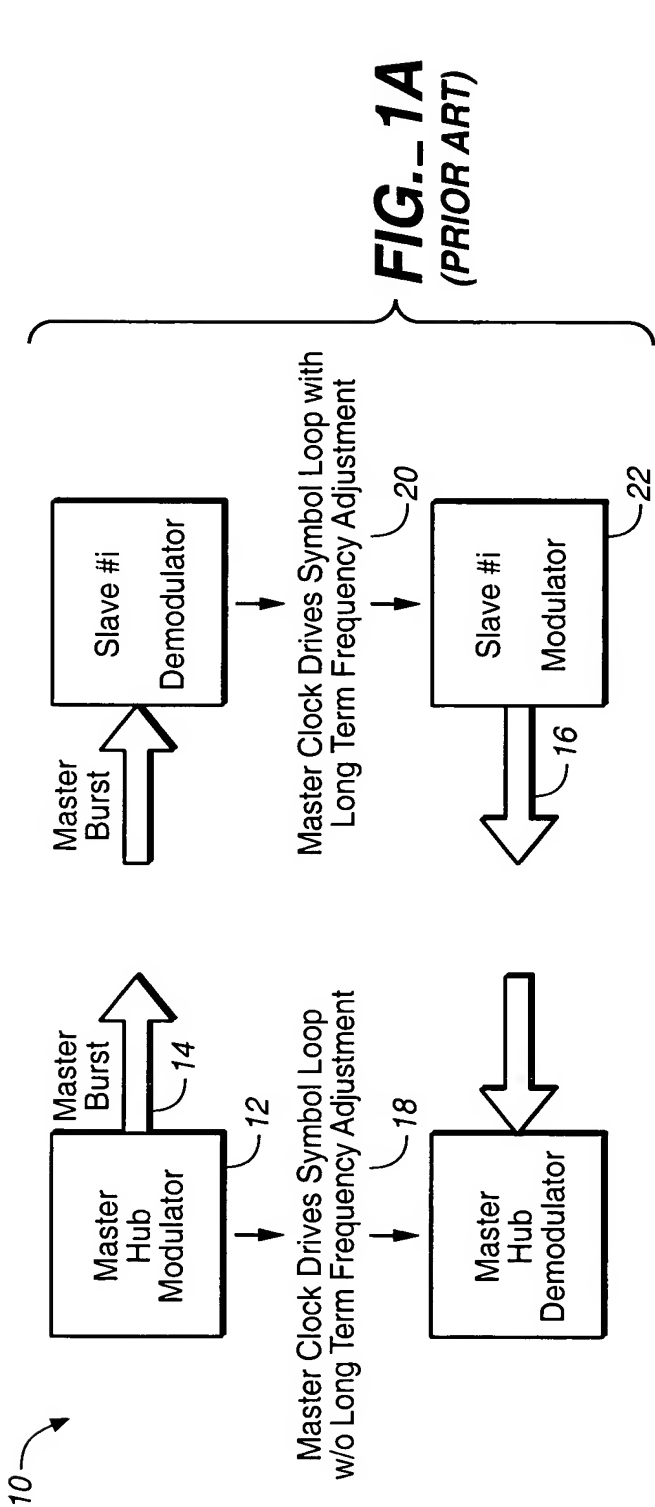 10
Master
Hub
Modulator
12
Master
Burst
14
Master Clock Drives Symbol Loop
w/o Long Term Frequency Adjustment
18
Master
Hub
Demodulator
Master
Burst
Slave #i
Demodulator
Master Clock Drives Symbol Loop with
Long Term Frequency Adjustment
20
Slave #i
Modulator
22
16
FIG._1A
(PRIOR ART)